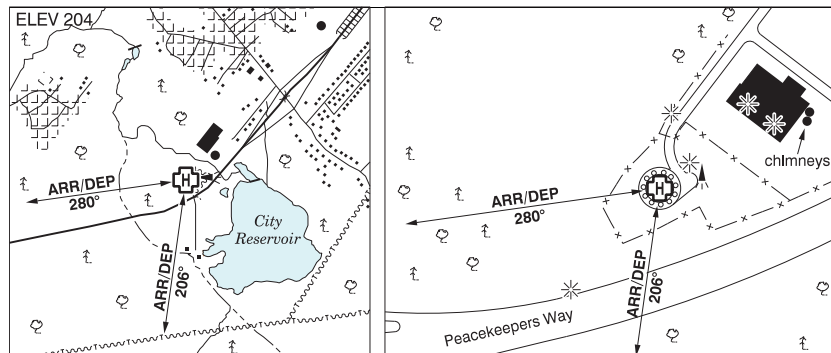 ELEV 204
ARR/DEP
280°
H
City
Reservoir
ARR/DEP
206°
chimneys
H
ARR/DEP
280°
ARR/DEP
206°
Peacekeepers Way